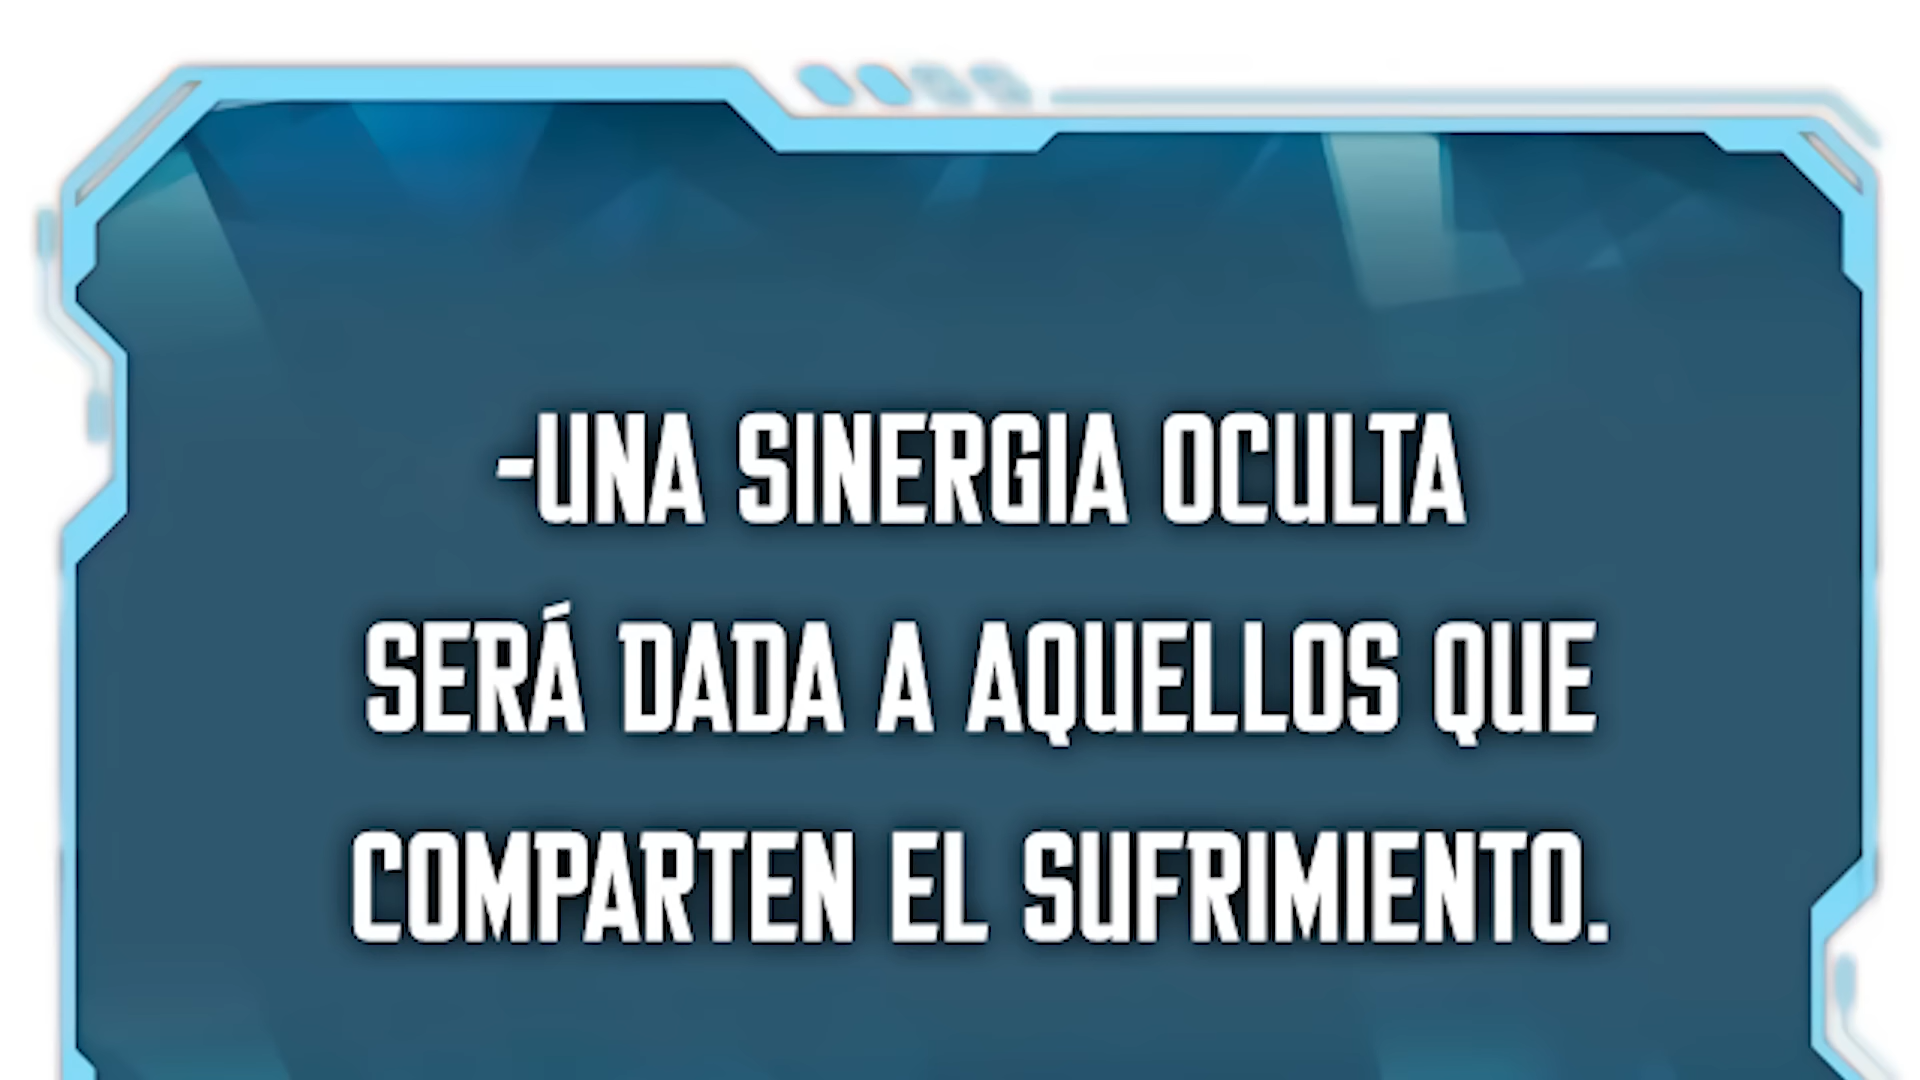 -UNA SINERGIA OCULTA
SERÁ DADA A AQUELLOS QUE
COMPARTEN EL SUFRIMIENTO.